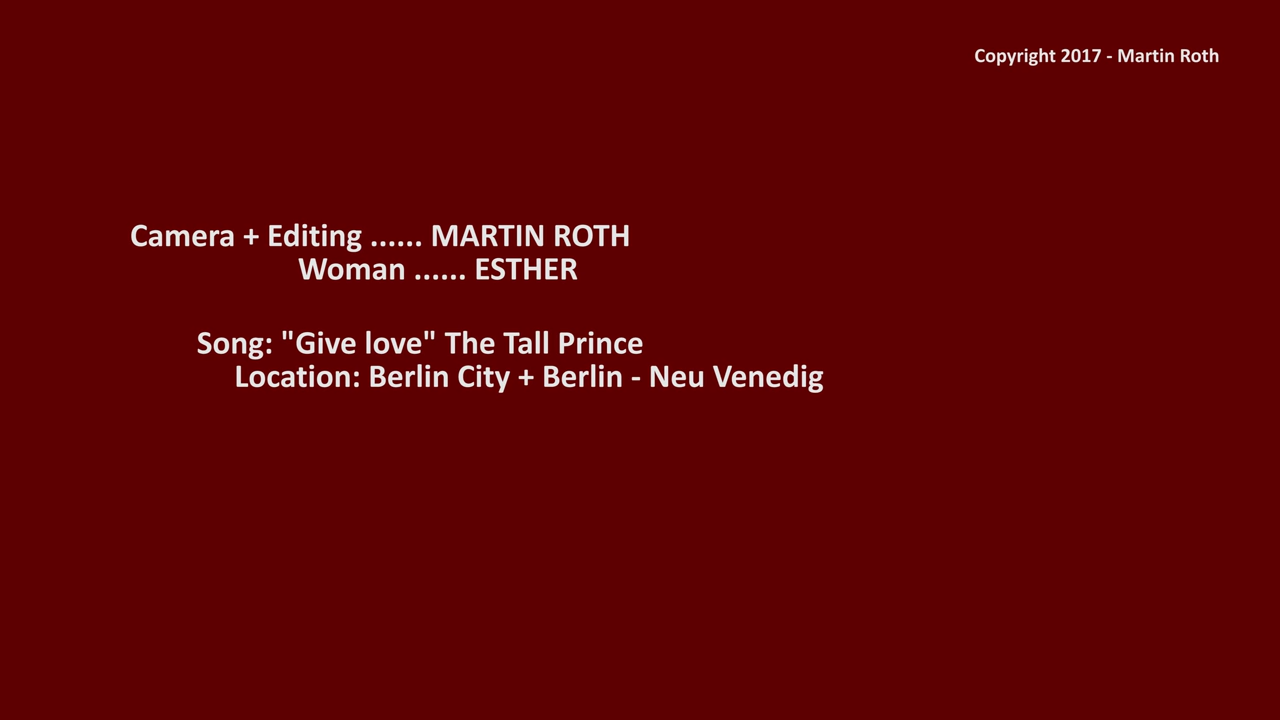 Copyright 2017 - Martin Roth
Camera + Editing ...... MARTIN ROTH
Woman ...... ESTHER
Song: "Give love" The Tall Prince
Location: Berlin City + Berlin - Neu Venedig